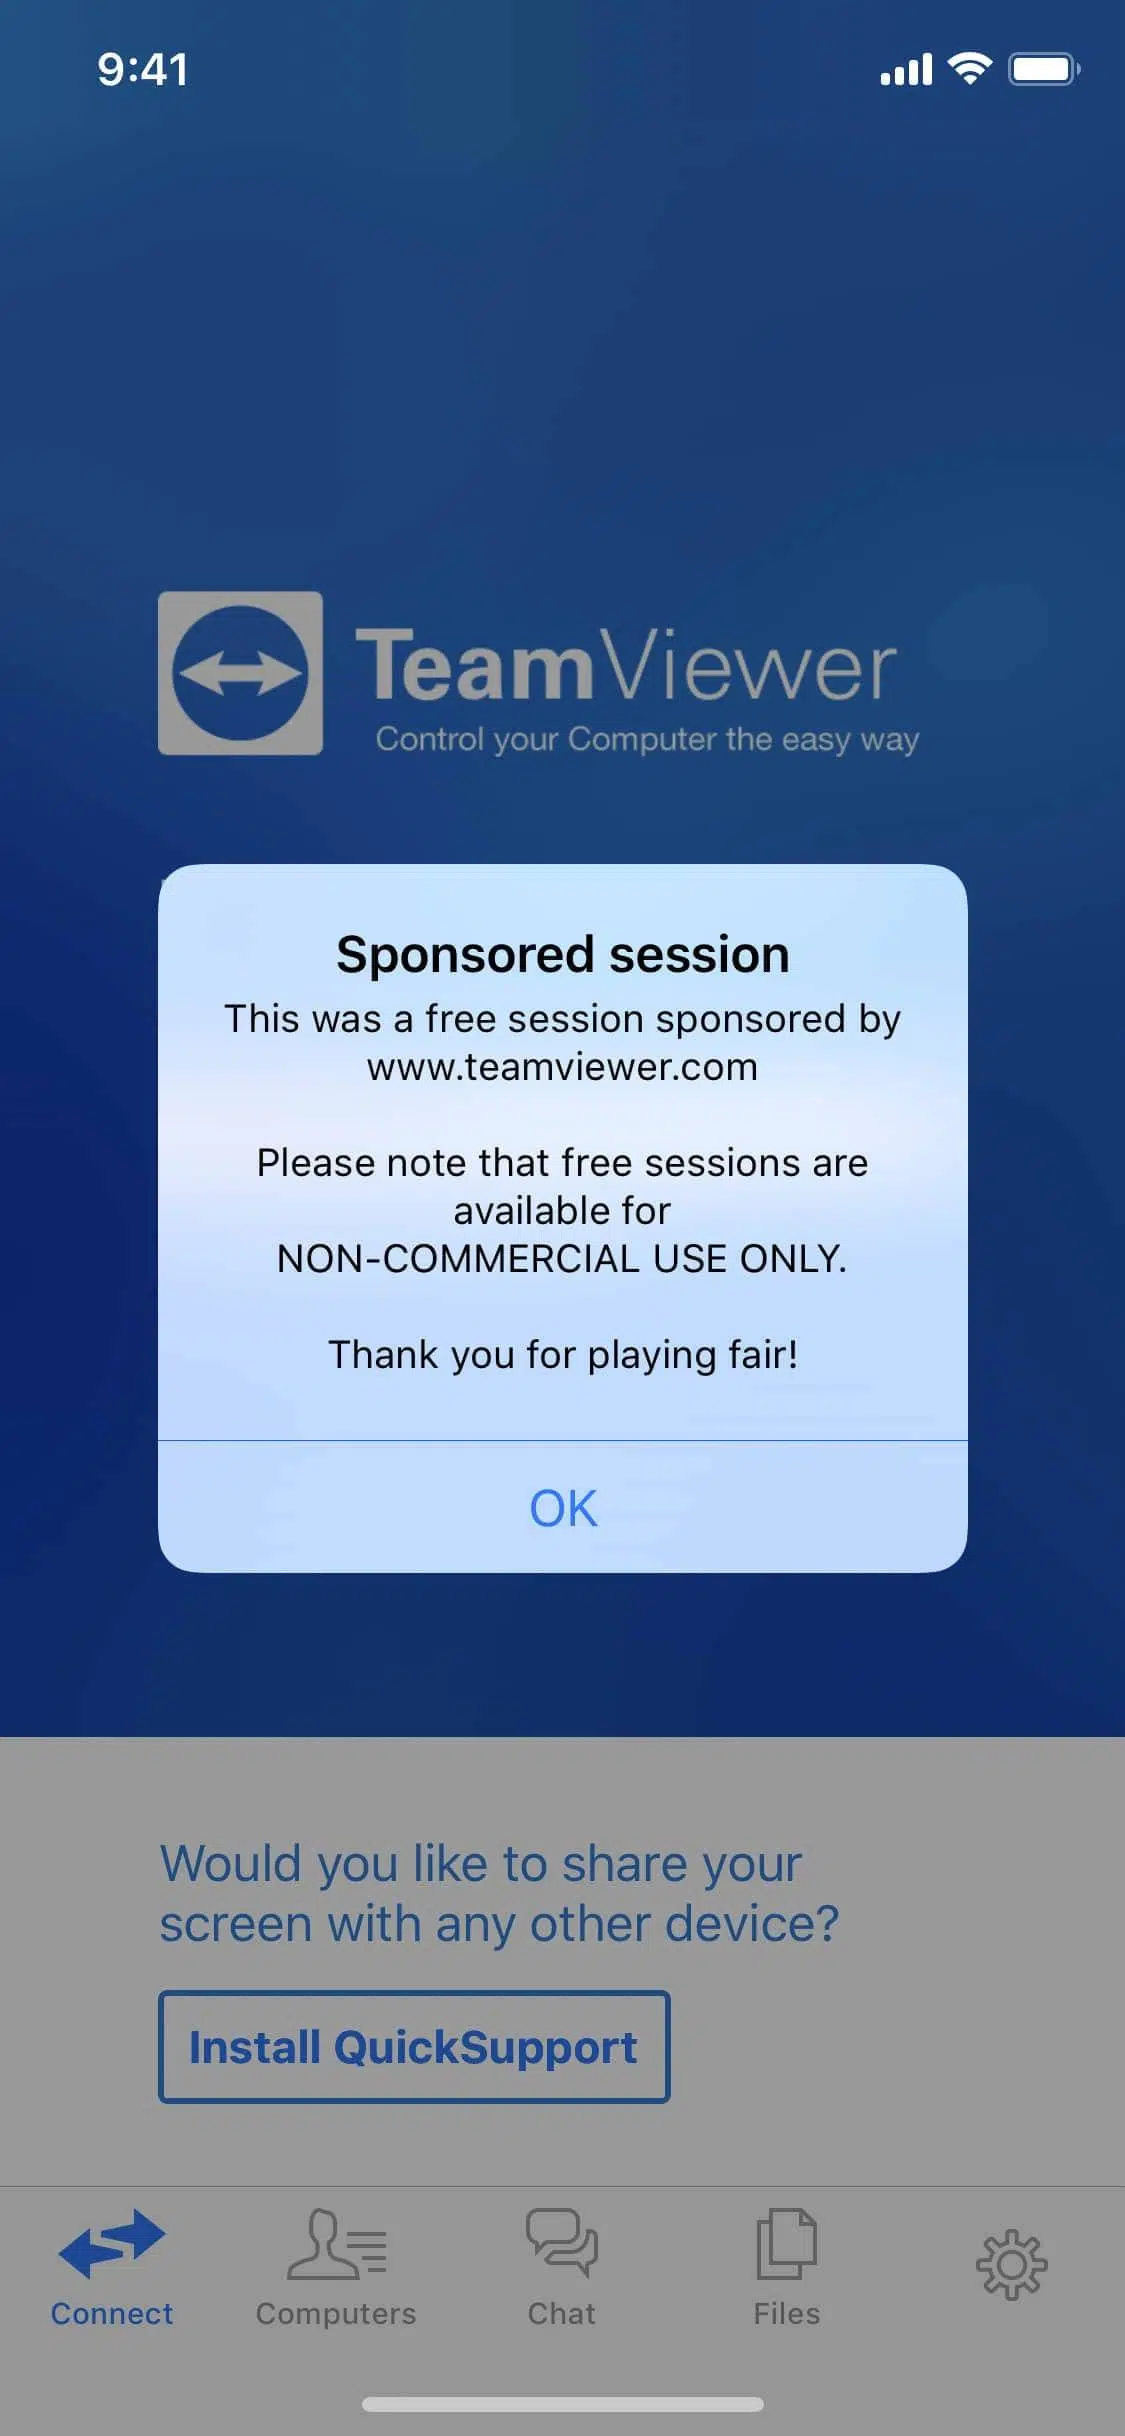 9:41
TeamViewer
Control your Computer the easy way
Sponsored session
This was a free session sponsored by
www.teamviewer.com
Please note that free sessions are
available for
NON-COMMERCIAL USE ONLY.
Thank you for playing fair!
OK
Would you like to share your
screen with any other device?
Install QuickSupport
Connect
Computers
Chat
Files